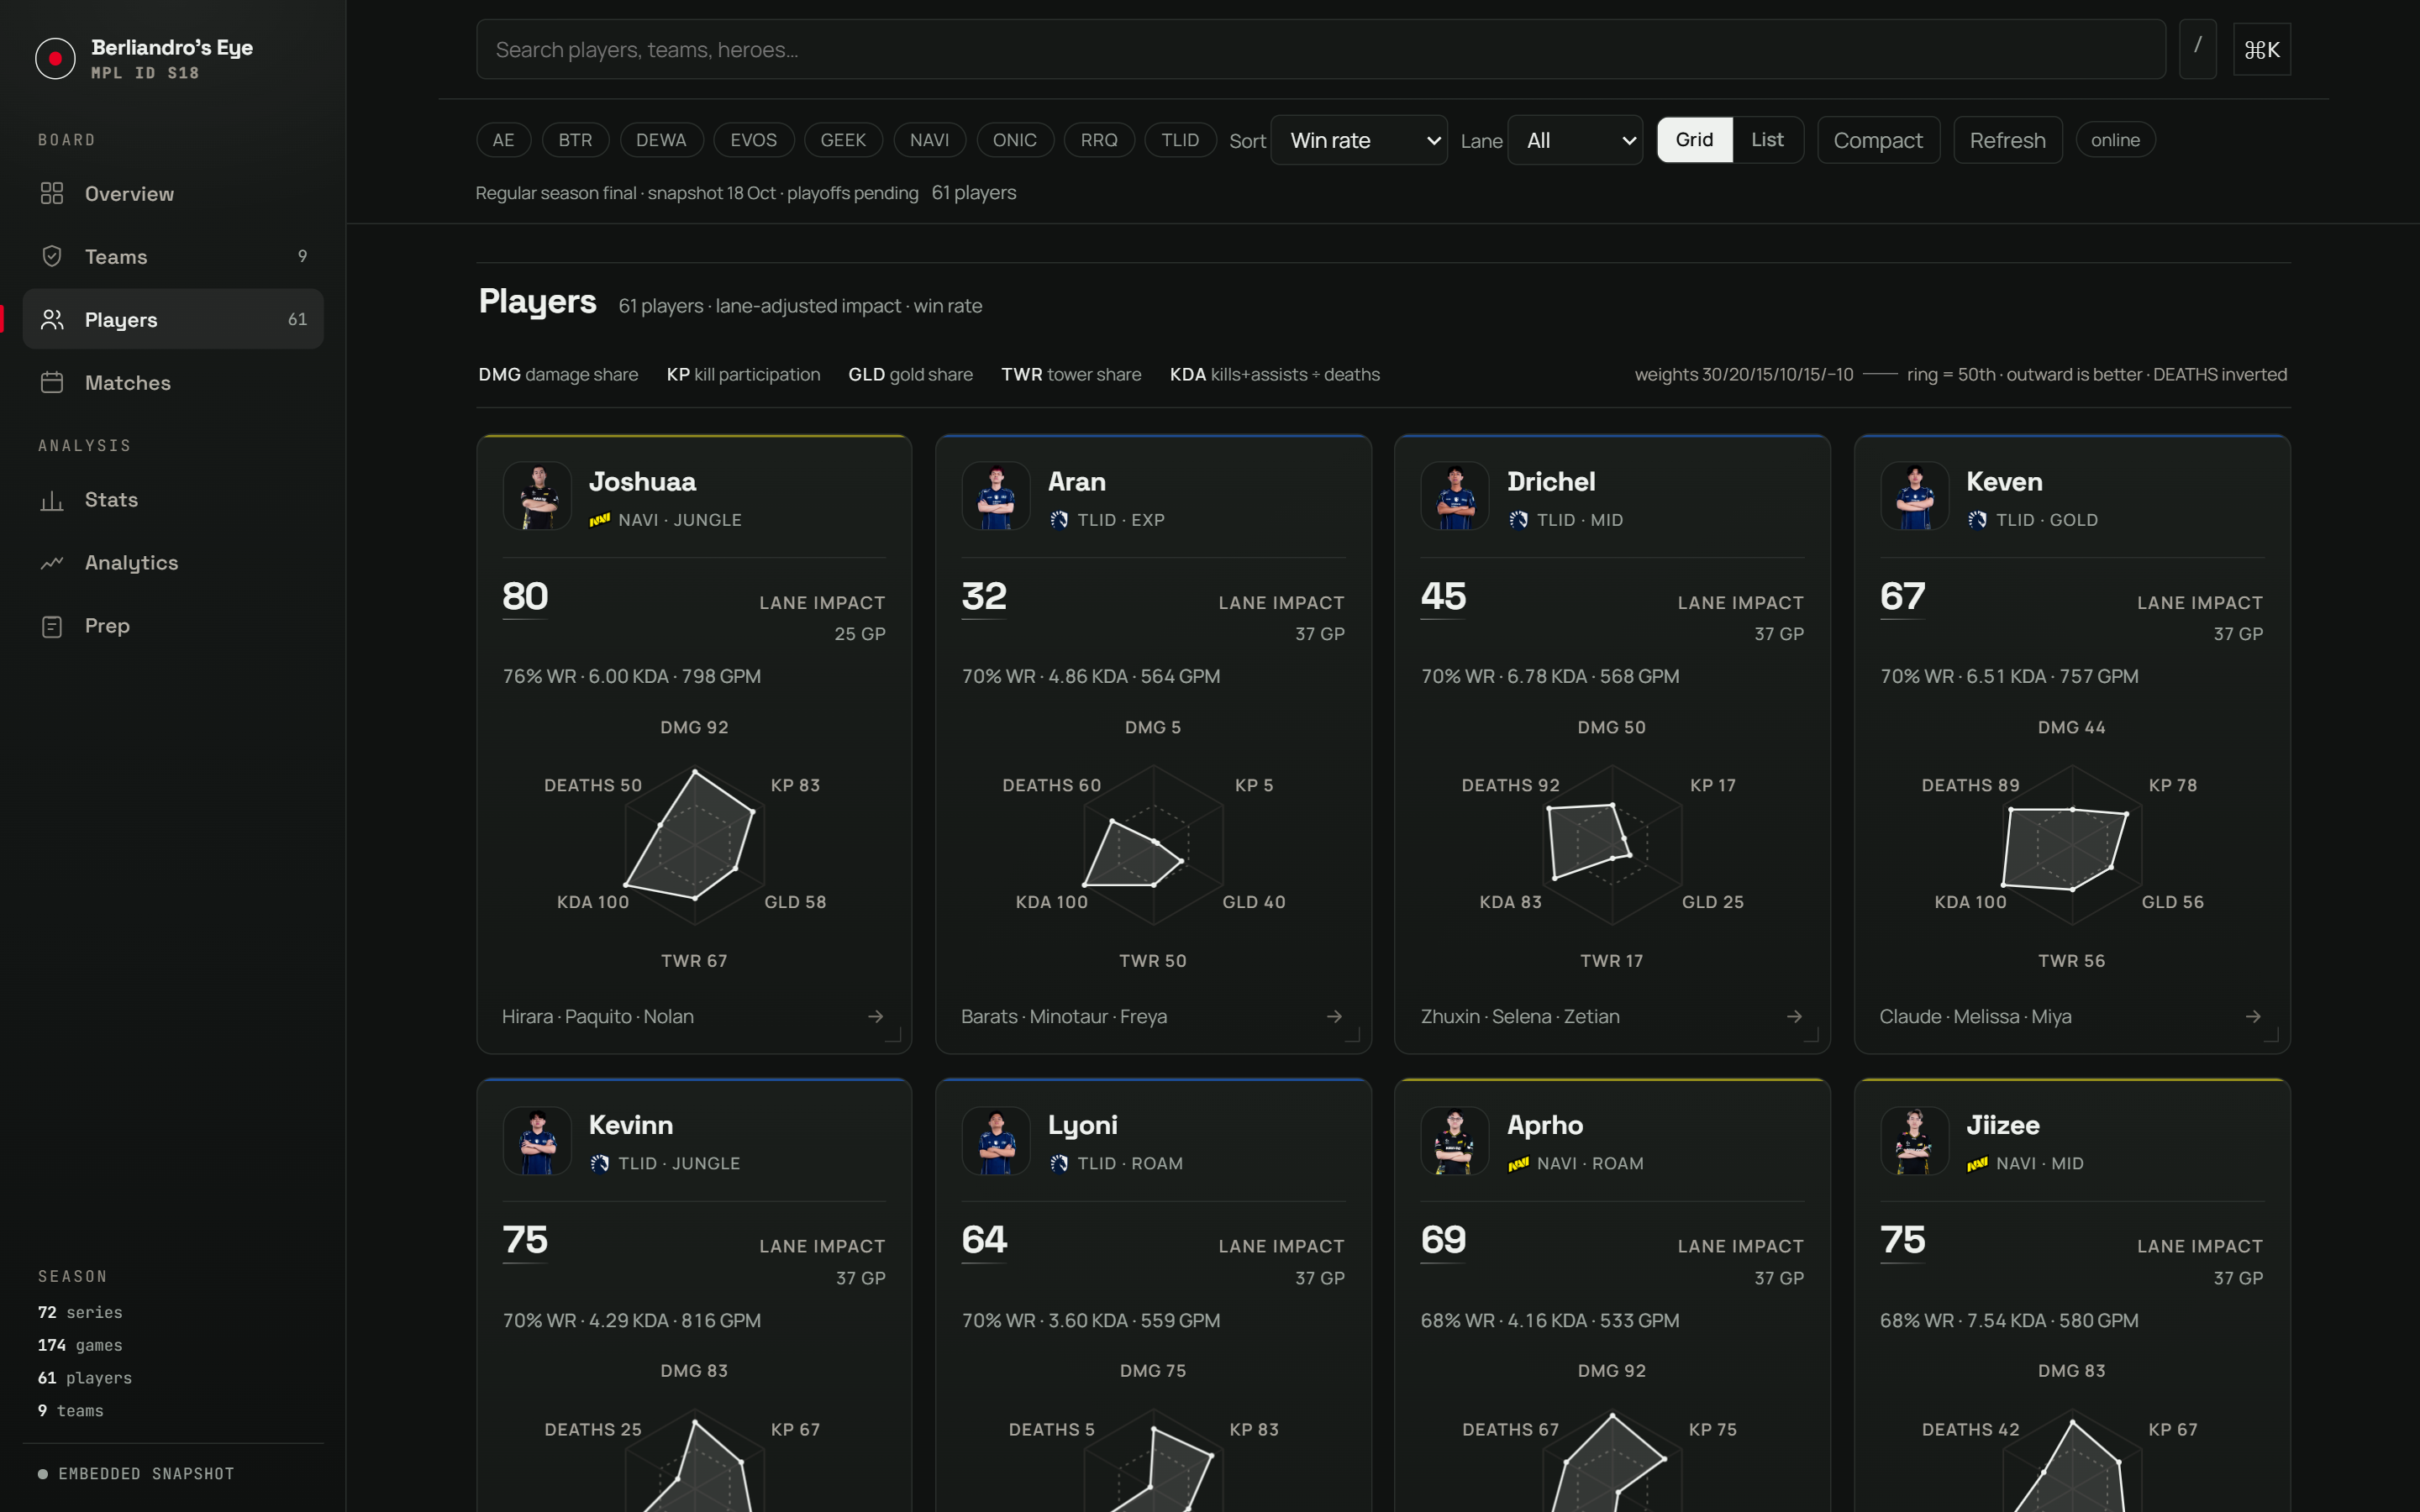 Berliandro's Eye
MPL ID S18
BOARD
Overview
Teams 9
Players 61
Matches
ANALYSIS
Stats
Analytics
Prep
SEASON
72 series
174 games
61 players
9 teams
EMBEDDED SNAPSHOT
Search players, teams, heroes...
/
⌘K
AE BTR DEWA EVOS GEEK NAVI ONIC RRQ TLID Sort Win rate Lane All Grid List Compact Refresh online
Regular season final · snapshot 18 Oct · playoffs pending 61 players
Players 61 players · lane-adjusted impact · win rate
DMG damage share KP kill participation GLD gold share TWR tower share KDA kills+assists ÷ deaths
weights 30/20/15/10/15/−10 ring = 50th · outward is better · DEATHS inverted
Joshuaa
NAVI · JUNGLE
80 LANE IMPACT
25 GP
76% WR · 6.00 KDA · 798 GPM
DMG 92
DEATHS 50 KP 83
KDA 100 GLD 58
TWR 67
Hirara · Paquito · Nolan →
Aran
TLID · EXP
32 LANE IMPACT
37 GP
70% WR · 4.86 KDA · 564 GPM
DMG 5
DEATHS 60 KP 5
KDA 100 GLD 40
TWR 50
Barats · Minotaur · Freya →
Drichel
TLID · MID
45 LANE IMPACT
37 GP
70% WR · 6.78 KDA · 568 GPM
DMG 50
DEATHS 92 KP 17
KDA 83 GLD 25
TWR 17
Zhuxin · Selena · Zetian →
Keven
TLID · GOLD
67 LANE IMPACT
37 GP
70% WR · 6.51 KDA · 757 GPM
DMG 44
DEATHS 89 KP 78
KDA 100 GLD 56
TWR 56
Claude · Melissa · Miya →
Kevinn
TLID · JUNGLE
75 LANE IMPACT
37 GP
70% WR · 4.29 KDA · 816 GPM
DMG 83
DEATHS 25 KP 67
Lyoni
TLID · ROAM
64 LANE IMPACT
37 GP
70% WR · 3.60 KDA · 559 GPM
DMG 75
DEATHS 5 KP 83
Aprho
NAVI · ROAM
69 LANE IMPACT
37 GP
68% WR · 4.16 KDA · 533 GPM
DMG 92
DEATHS 67 KP 75
Jiizee
NAVI · MID
75 LANE IMPACT
37 GP
68% WR · 7.54 KDA · 580 GPM
DMG 83
DEATHS 42 KP 67